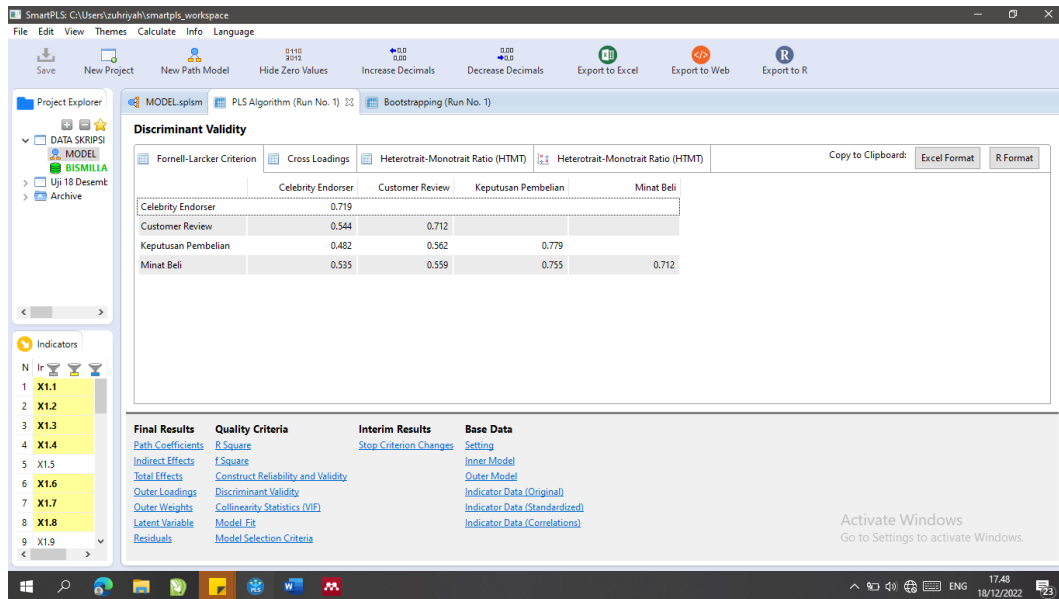 SmartPLS: C:\Users\zuhriyah\smartpls_workspace
File Edit View Themes Calculate Info Language
Save New Project New Path Model Hide Zero Values Increase Decimals Decrease Decimals Export to Excel Export to Web Export to R
Project Explorer
DATA SKRIPSI
MODEL
BISMILLA
Uji 18 Desemb
Archive
MODEL.splsm PLS Algorithm (Run No. 1) Bootstrapping (Run No. 1)
Discriminant Validity
Fornell-Larcker Criterion Cross Loadings Heterotrait-Monotrait Ratio (HTMT) Heterotrait-Monotrait Ratio (HTMT) Copy to Clipboard: Excel Format R Format
Celebrity Endorser Customer Review Keputusan Pembelian Minat Beli
Celebrity Endorser 0.719
Customer Review 0.544 0.712
Keputusan Pembelian 0.482 0.562 0.779
Minat Beli 0.535 0.559 0.755 0.712
Indicators
N Ir
1 X1.1
2 X1.2
3 X1.3
4 X1.4
5 X1.5
6 X1.6
7 X1.7
8 X1.8
9 X1.9
Final Results Quality Criteria Interim Results Base Data
Path Coefficients R Square Stop Criterion Changes Setting
Indirect Effects f Square Inner Model
Total Effects Construct Reliability and Validity Outer Model
Outer Loadings Discriminant Validity Indicator Data (Original)
Outer Weights Collinearity Statistics (VIF) Indicator Data (Standardized)
Latent Variable Model Fit Indicator Data (Correlations)
Residuals Model Selection Criteria
Activate Windows
Go to Settings to activate Windows.
ENG 17.48
18/12/2022 23